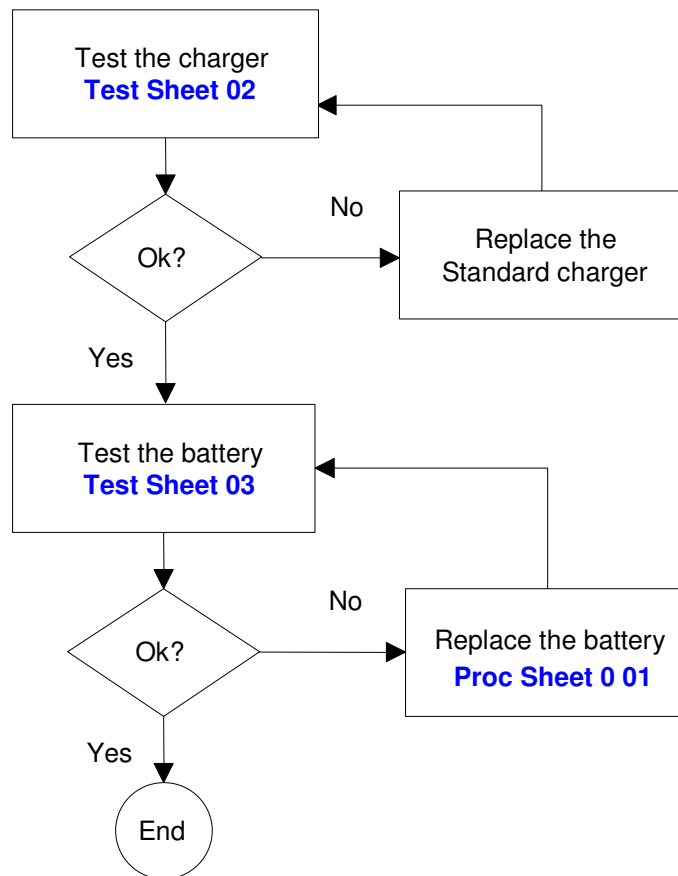 Test the charger
Test Sheet 02
No
Ok?
Replace the
Standard charger
Yes
Test the battery
Test Sheet 03
No
Ok?
Replace the battery
Proc Sheet 0 01
Yes
End